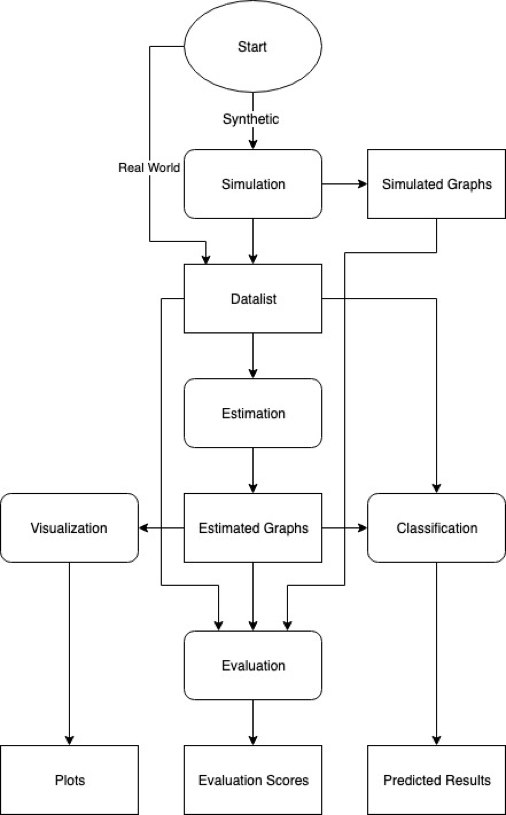 Start
Synthetic
Real World
Simulation
Simulated Graphs
Datalist
Estimation
Visualization
Estimated Graphs
Classification
Evaluation
Plots
Evaluation Scores
Predicted Results